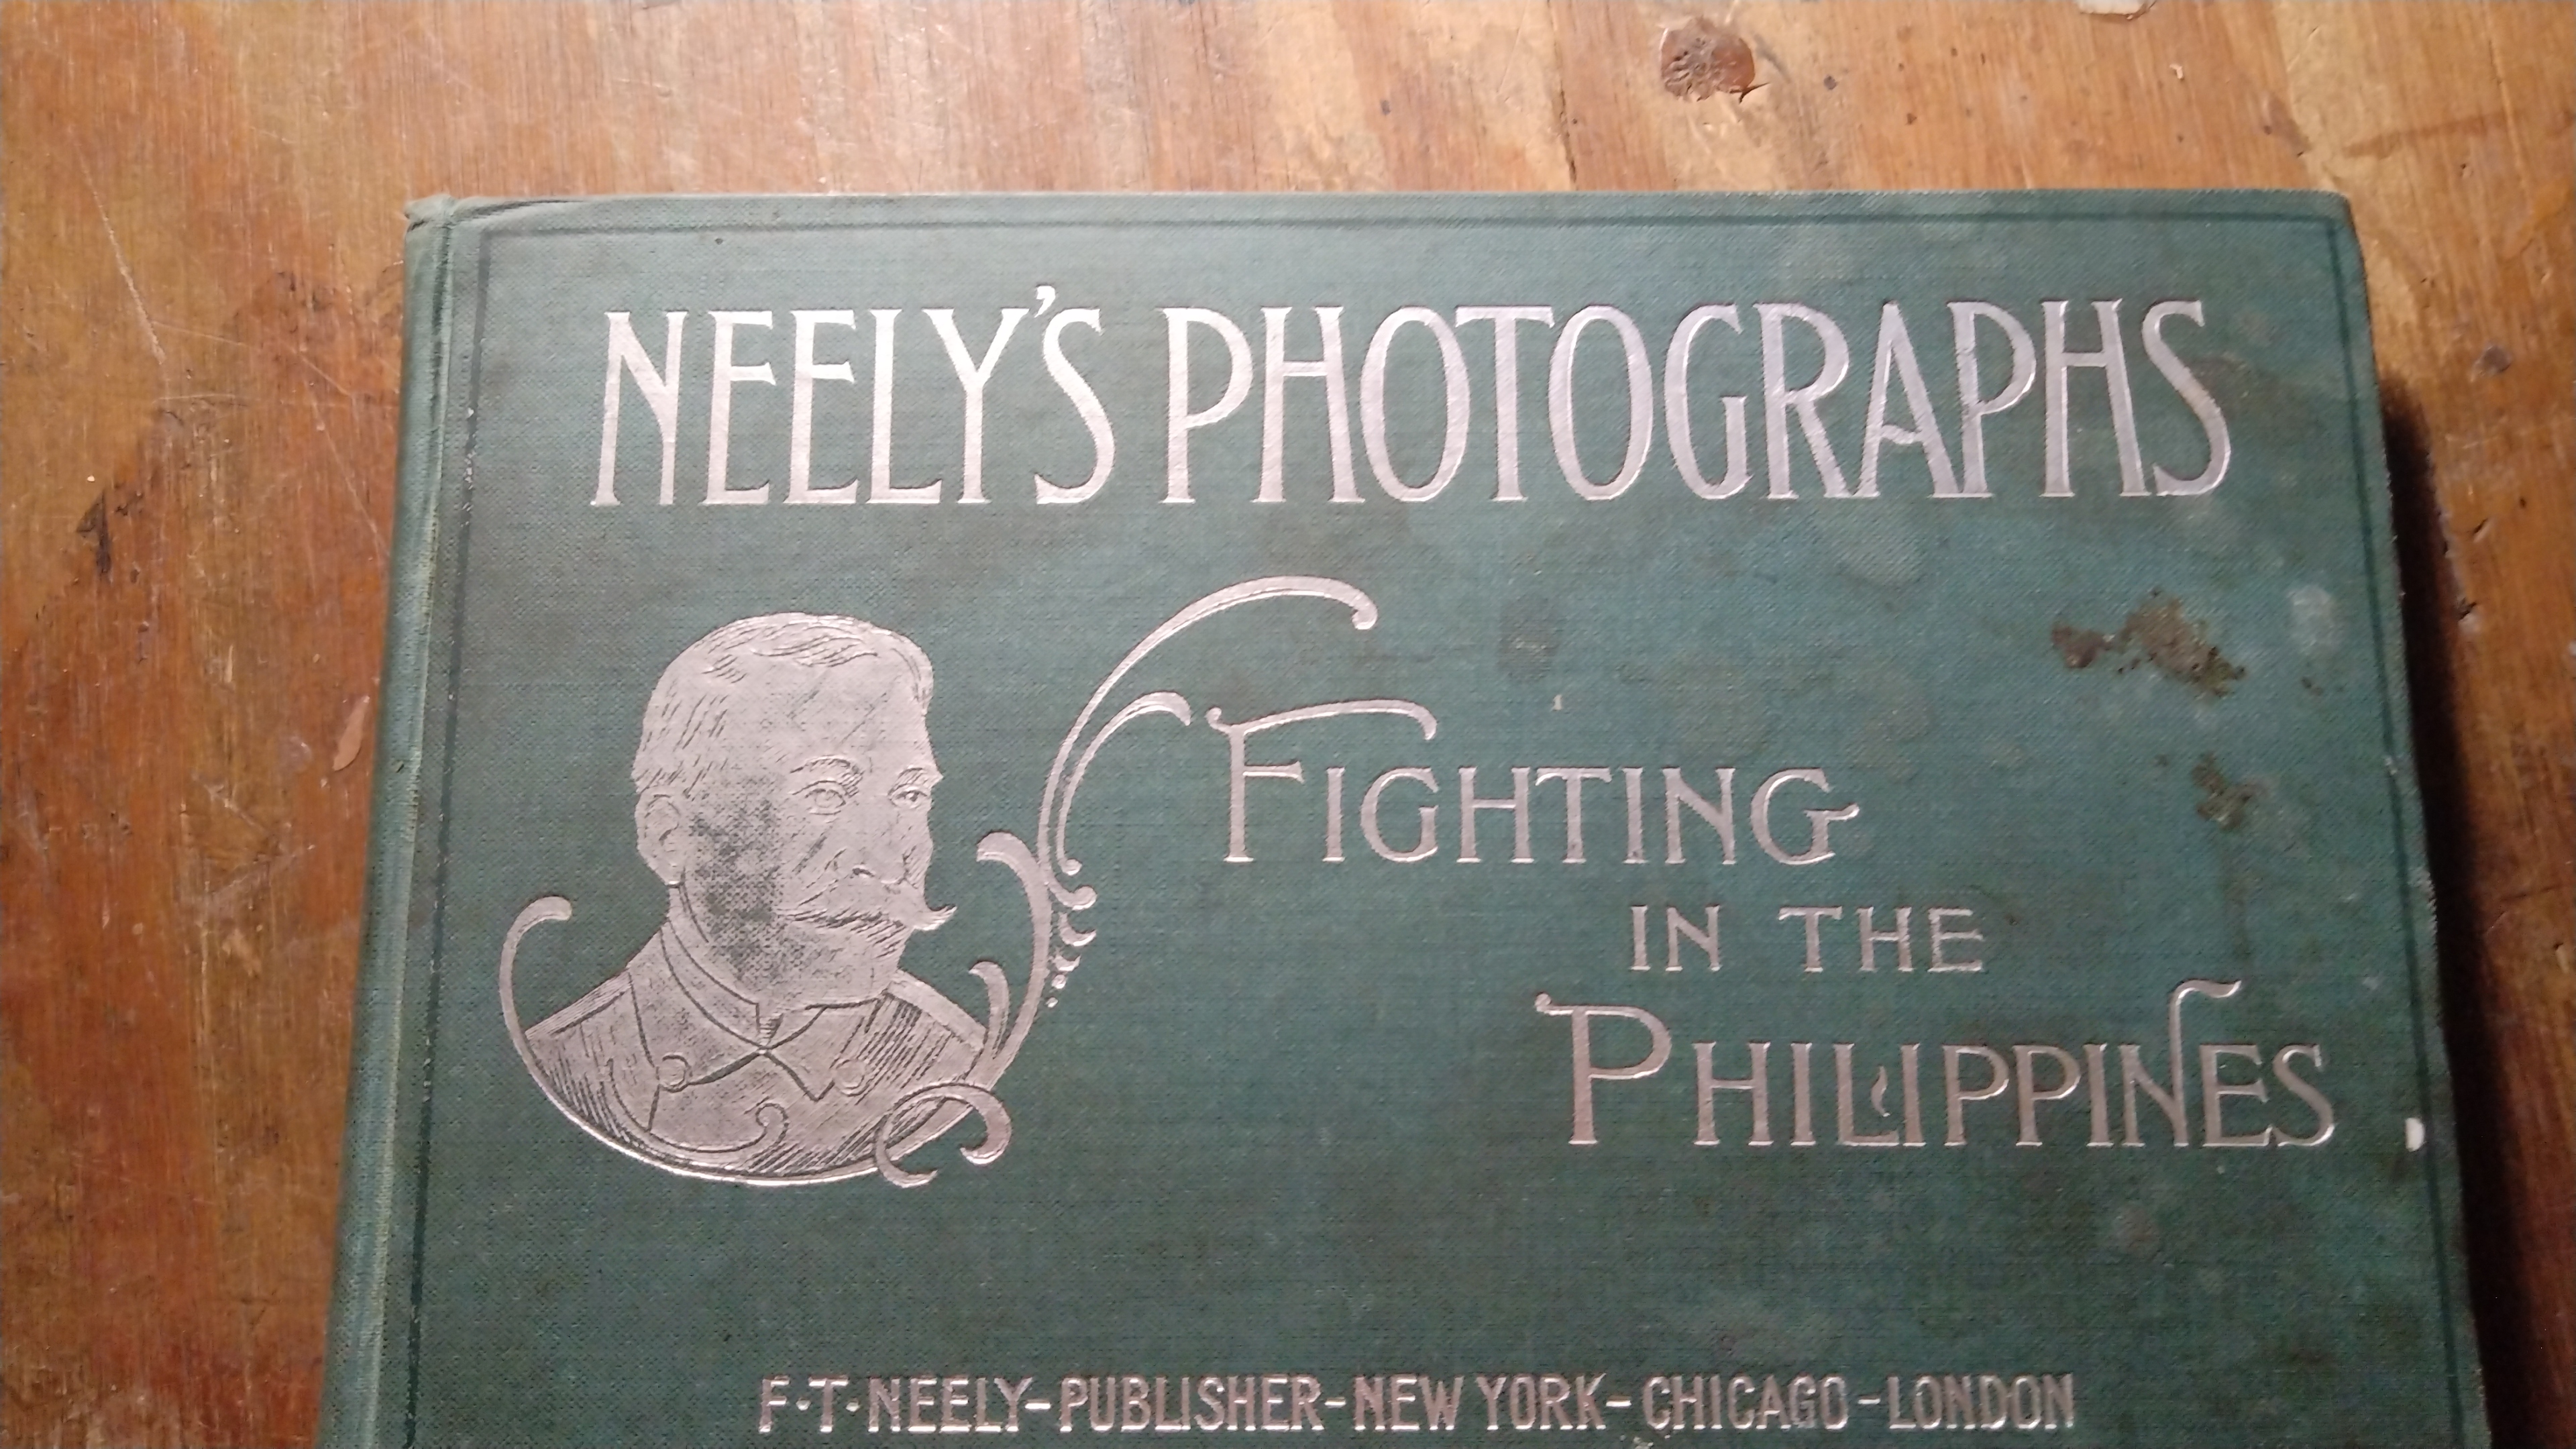 NEELY'S PHOTOGRAPHS
FIGHTING
IN THE
PHILIPPINES
F·T·NEELY-PUBLISHER-NEW YORK-CHICAGO-LONDON